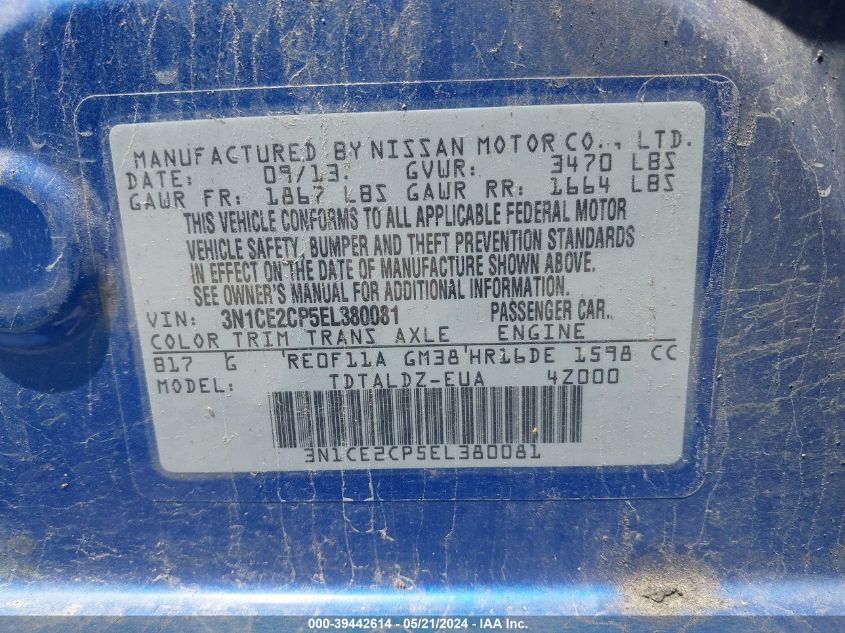 MANUFACTURED BY NISSAN MOTOR CO., LTD.
DATE: 09/13 GVWR: 3470 LBS
GAWR FR: 1867 LBS GAWR RR: 1664 LBS
THIS VEHICLE CONFORMS TO ALL APPLICABLE FEDERAL MOTOR
VEHICLE SAFETY, BUMPER AND THEFT PREVENTION STANDARDS
IN EFFECT ON THE DATE OF MANUFACTURE SHOWN ABOVE.
SEE OWNER'S MANUAL FOR ADDITIONAL INFORMATION.
VIN: 3N1CE2CP5EL380081 PASSENGER CAR
COLOR TRIM TRANS AXLE ENGINE
B17 G RE0F11A GM38 HR16DE 1598 CC
MODEL: TDTALDZ-EUA 4Z000
3N1CE2CP5EL380081
000-39442614 - 05/21/2024 - IAAI.com